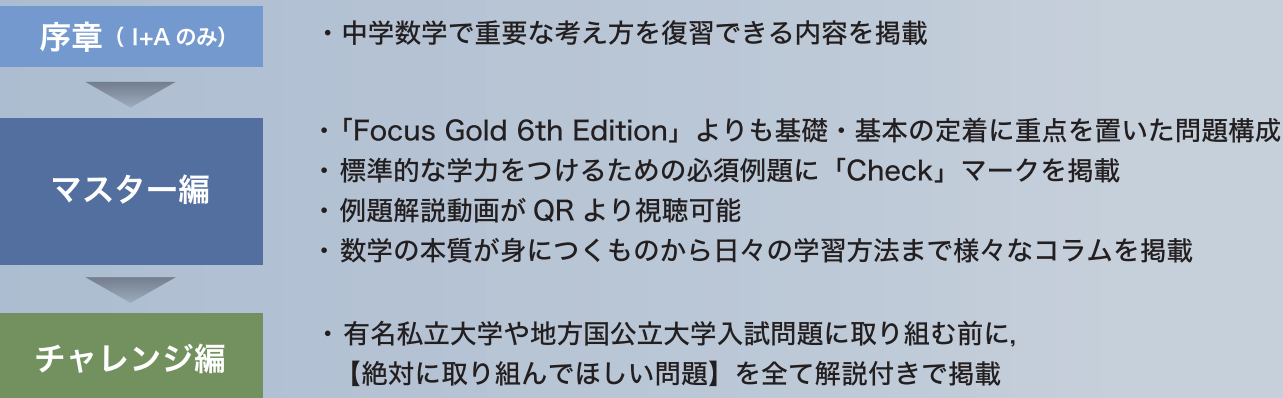 序章（I+Aのみ）
・中学数学で重要な考え方を復習できる内容を掲載
マスター編
・「Focus Gold 6th Edition」よりも基礎・基本の定着に重点を置いた問題構成
・標準的な学力をつけるための必須例題に「Check」マークを掲載
・例題解説動画がQRより視聴可能
・数学の本質が身につくものから日々の学習方法まで様々なコラムを掲載
チャレンジ編
・有名私立大学や地方国公立大学入試問題に取り組む前に,
【絶対に取り組んでほしい問題】を全て解説付きで掲載